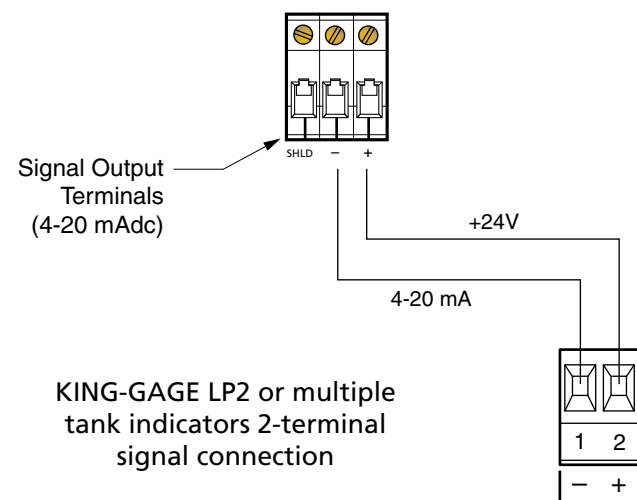 SHLD – +
Signal Output
Terminals
(4-20 mAdc)
+24V
4-20 mA
KING-GAGE LP2 or multiple
tank indicators 2-terminal
signal connection
1 2
– +